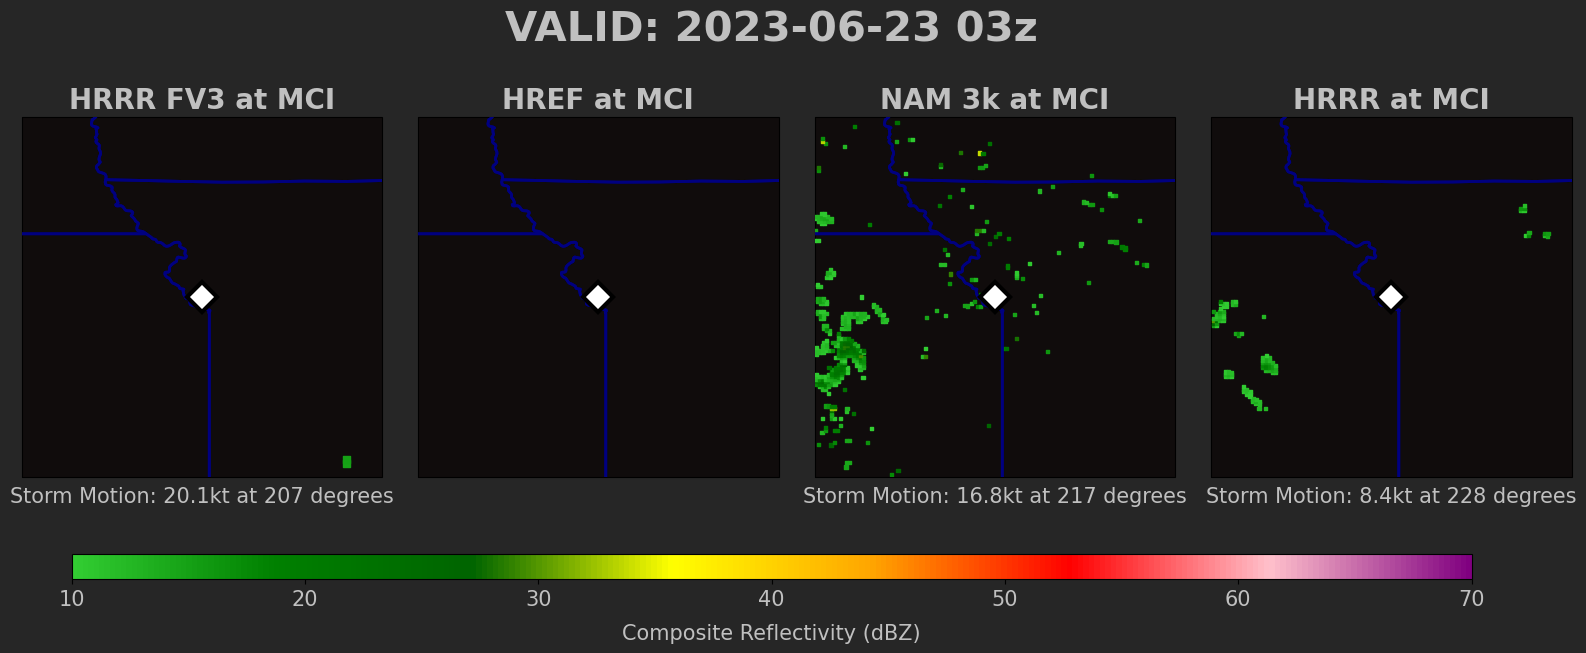 VALID: 2023-06-23 03z
HRRR FV3 at MCI
HREF at MCI
NAM 3k at MCI
HRRR at MCI
Storm Motion: 20.1kt at 207 degrees
Storm Motion: 16.8kt at 217 degrees
Storm Motion: 8.4kt at 228 degrees
10 20 30 40 50 60 70
Composite Reflectivity (dBZ)